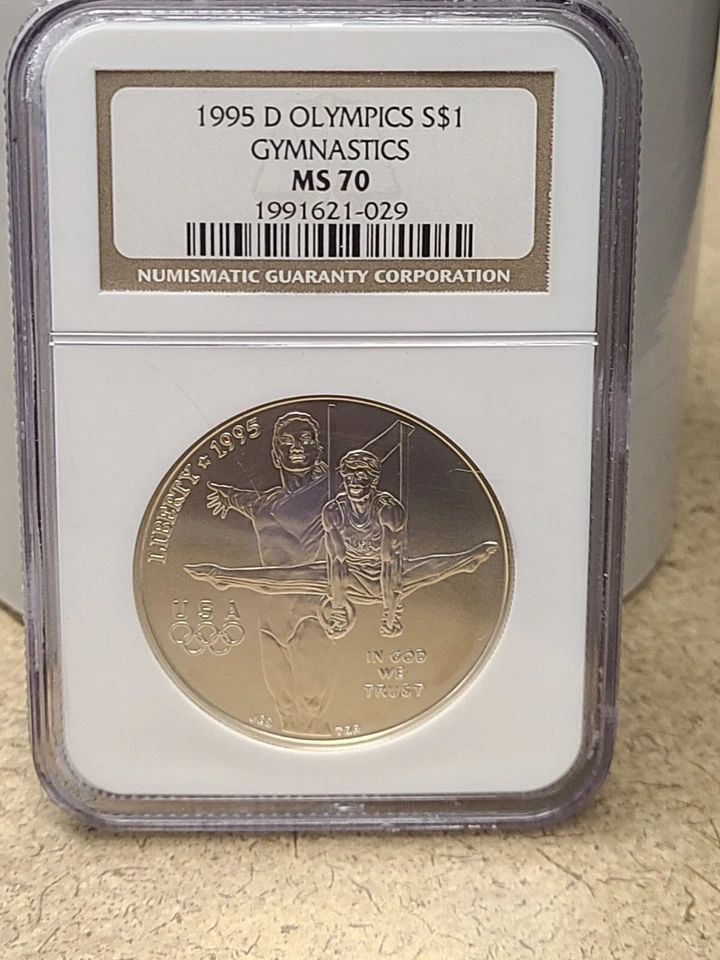 1995 D OLYMPICS S$1
GYMNASTICS
MS 70
1991621-029
NUMISMATIC GUARANTY CORPORATION
LIBERTY ☆ 1995
USA
IN GOD
WE
TRUST